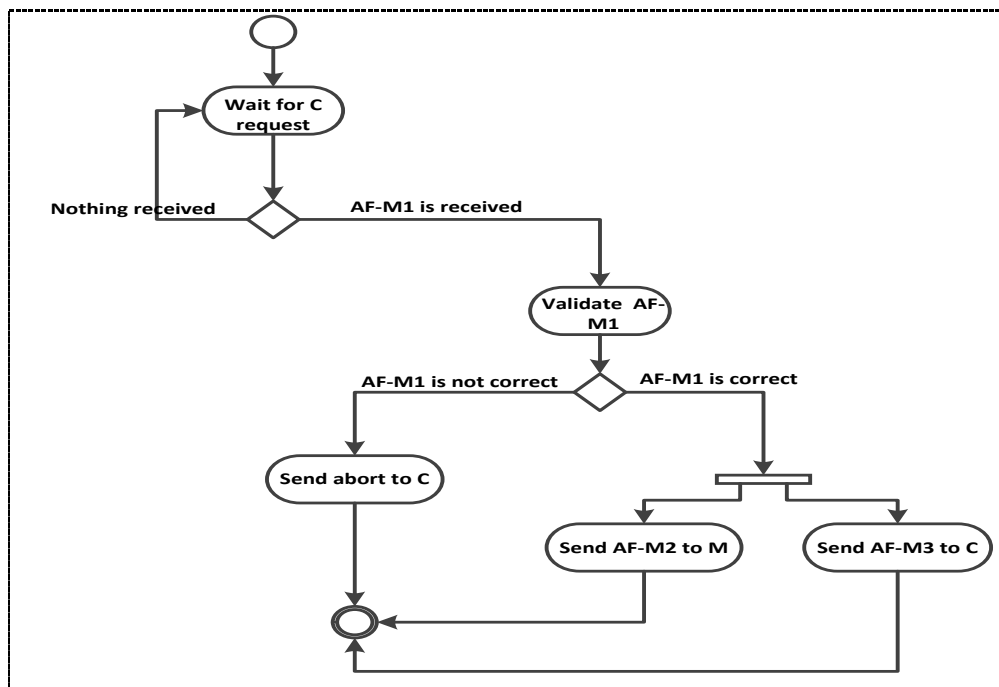 Wait for C
request
Nothing received
AF-M1 is received
Validate AF-
M1
AF-M1 is not correct
AF-M1 is correct
Send abort to C
Send AF-M2 to M
Send AF-M3 to C